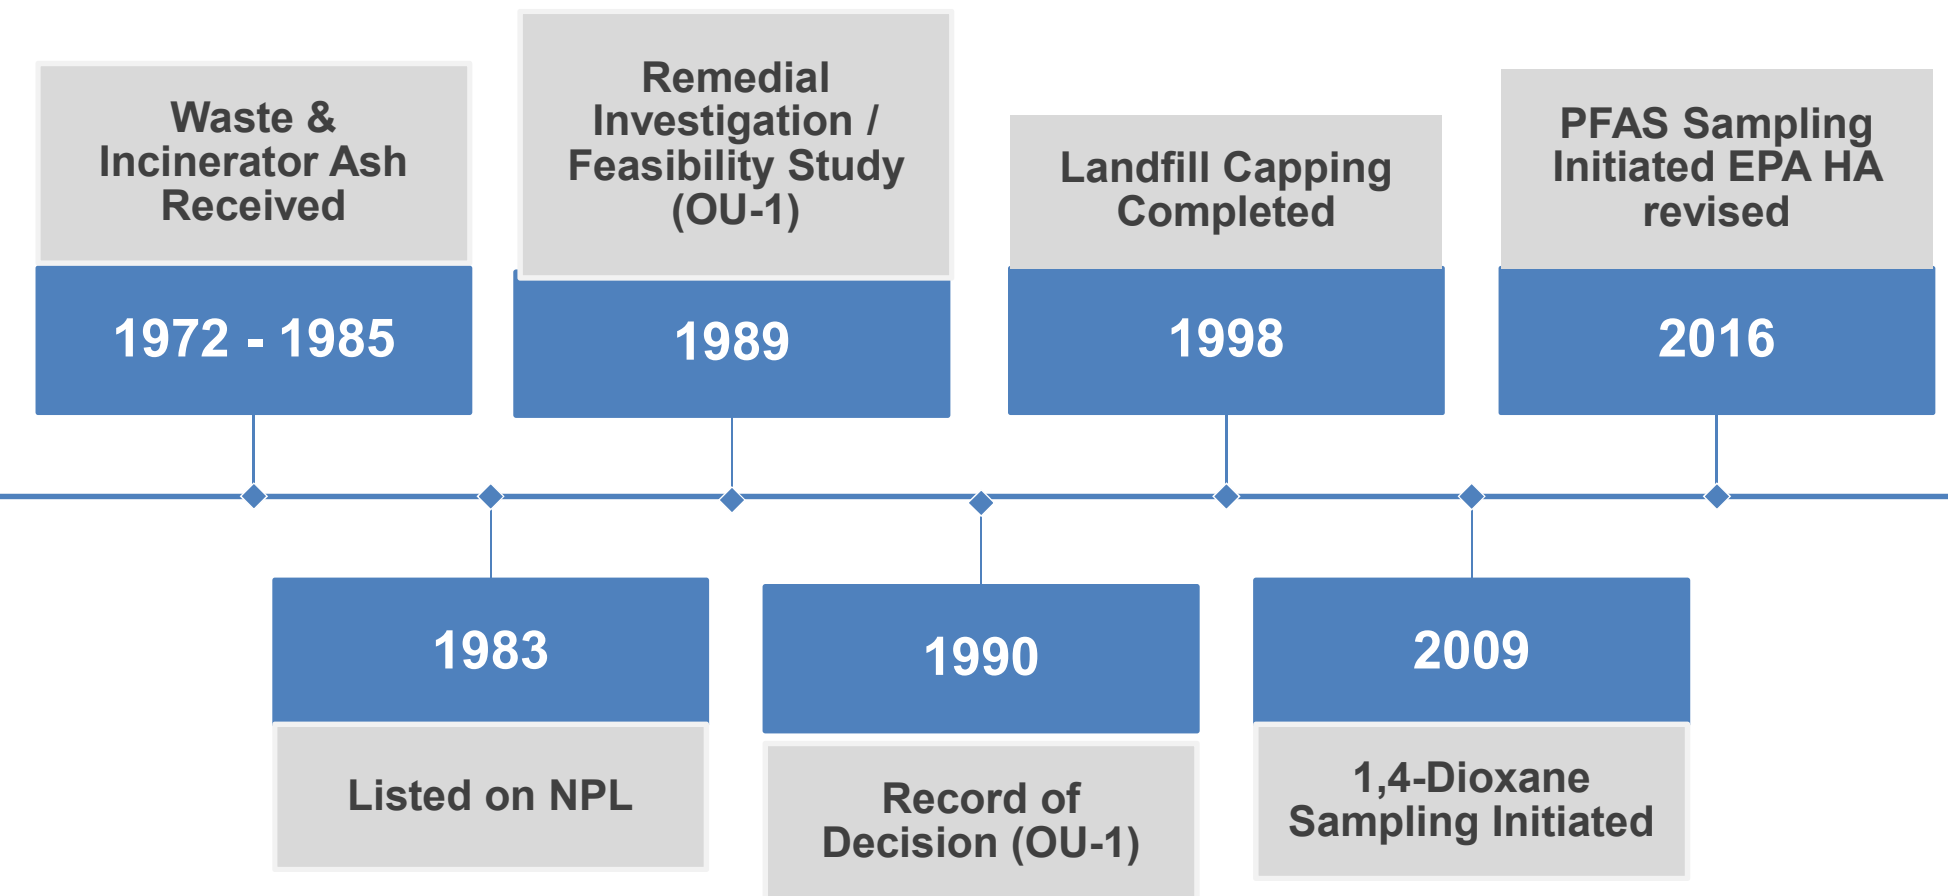 Waste &
Incinerator Ash
Received
1972 - 1985
Listed on NPL
1983
Remedial
Investigation /
Feasibility Study
(OU-1)
1989
1990
Record of
Decision (OU-1)
Landfill Capping
Completed
1998
2009
1,4-Dioxane
Sampling Initiated
PFAS Sampling
Initiated EPA HA
revised
2016